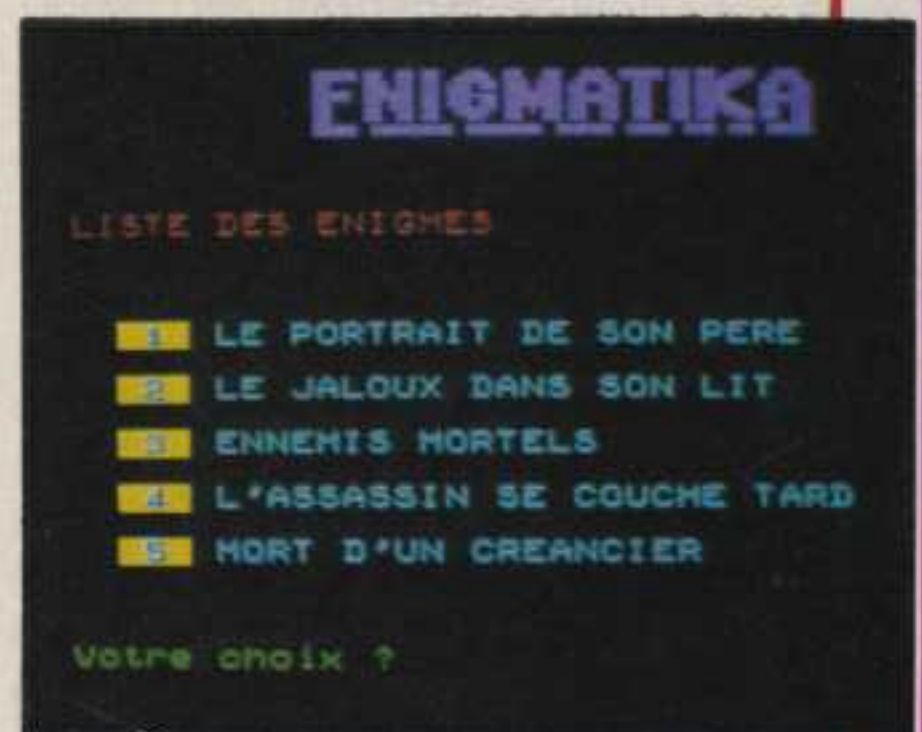 ENIGMATIKA
LISTE DES ENIGMES
1 LE PORTRAIT DE SON PERE
2 LE JALOUX DANS SON LIT
3 ENNEMIS MORTELS
4 L'ASSASSIN SE COUCHE TARD
5 MORT D'UN CREANCIER
Votre choix ?